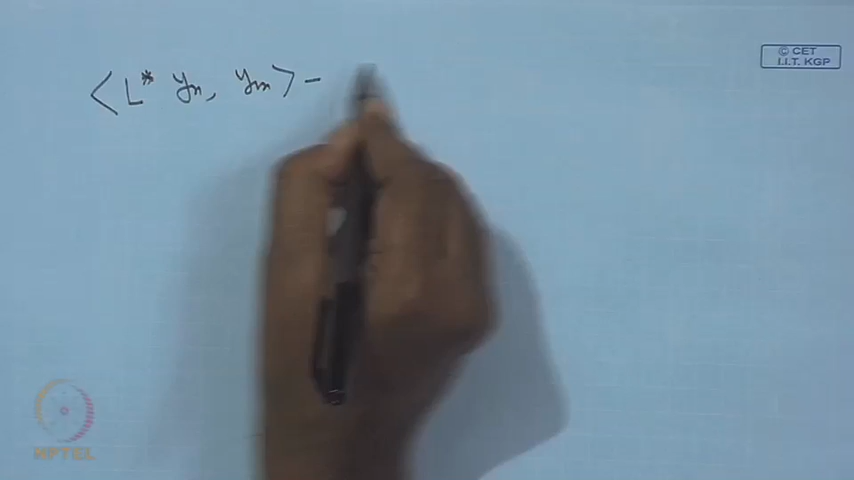 ⟨L* yₙ, yₘ⟩ -
© CET
I.I.T. KGP
NPTEL